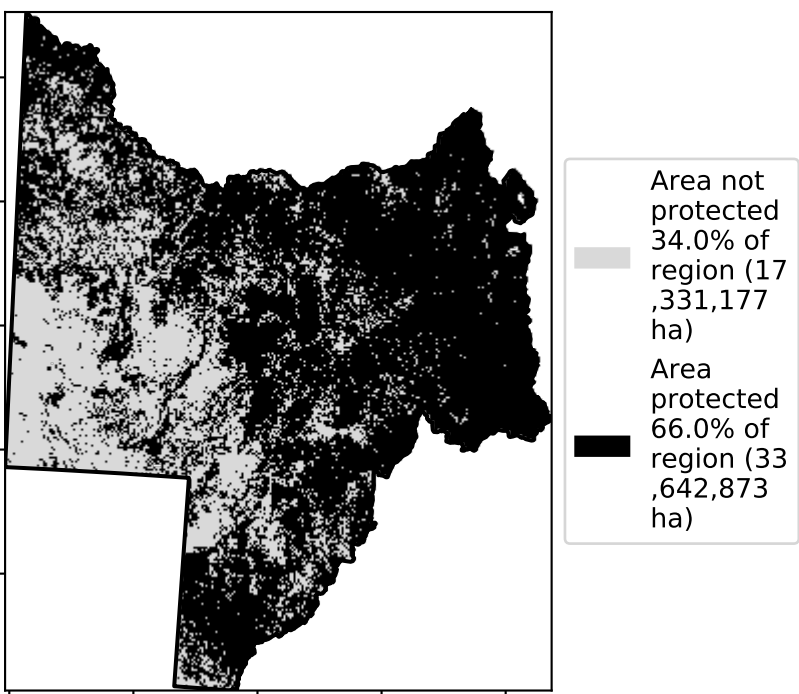 Area not
protected
34.0% of
region (17
,331,177
ha)
Area
protected
66.0% of
region (33
,642,873
ha)